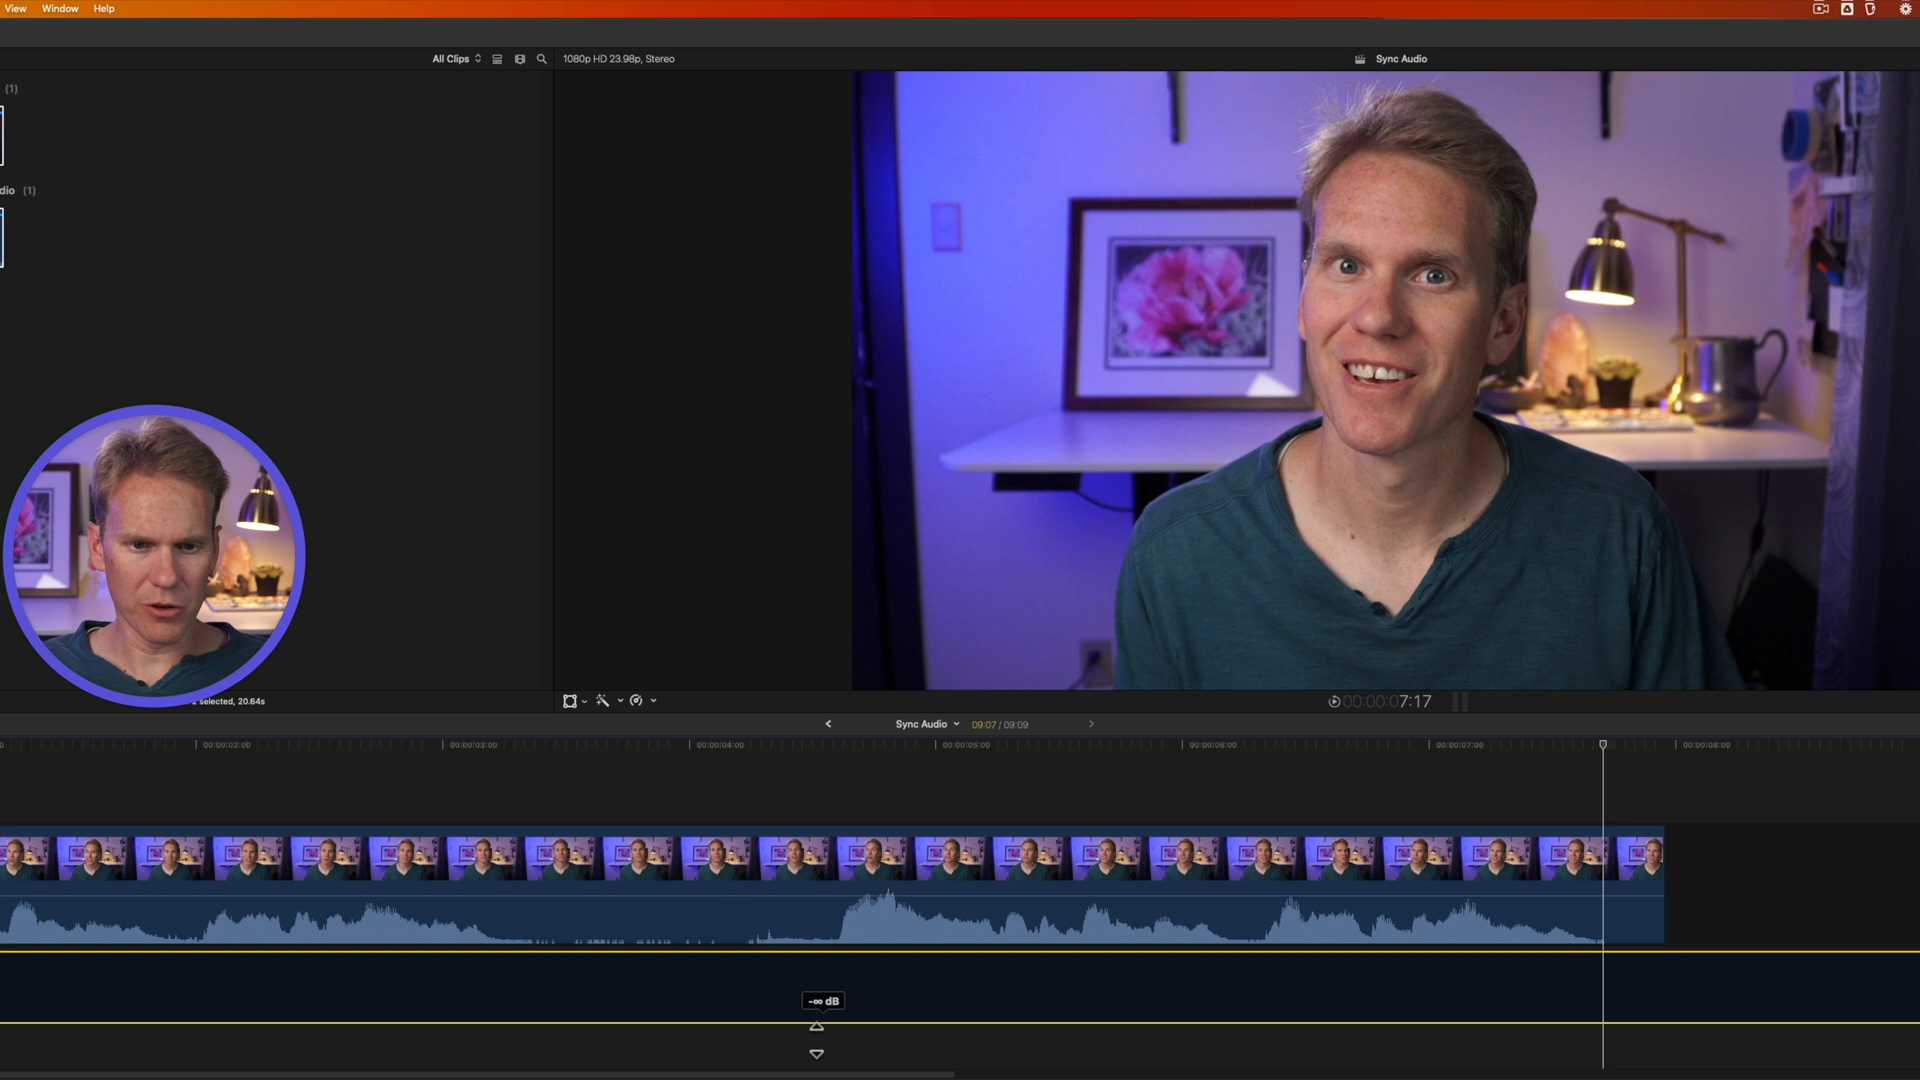 View Window Help
All Clips
1080p HD 23.98p, Stereo
Sync Audio
(1)
dio (1)
selected, 20.64s
00:00:07:17
Sync Audio 09:07 / 09:09
00:00:02:00 00:00:03:00 00:00:04:00 00:00:05:00 00:00:06:00 00:00:07:00 00:00:08:00
-∞ dB